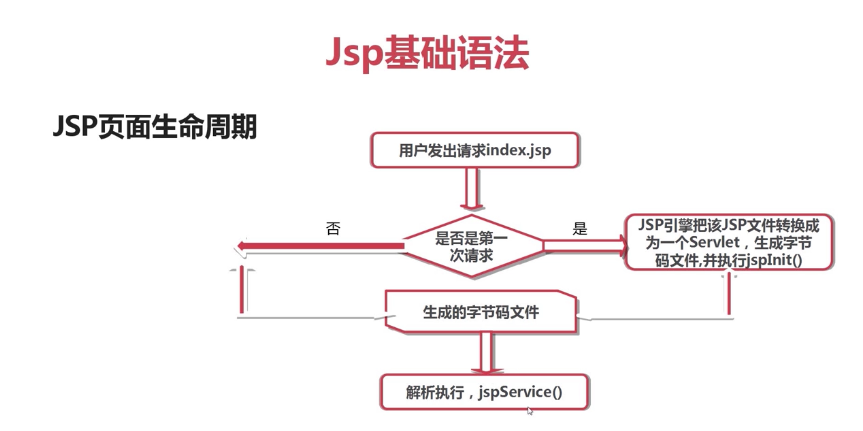 Jsp基础语法
JSP页面生命周期
用户发出请求index.jsp
否
是否是第一
次请求
是
JSP引擎把该JSP文件转换成
为一个Servlet，生成字节
码文件,并执行jspInit()
生成的字节码文件
解析执行，jspService()